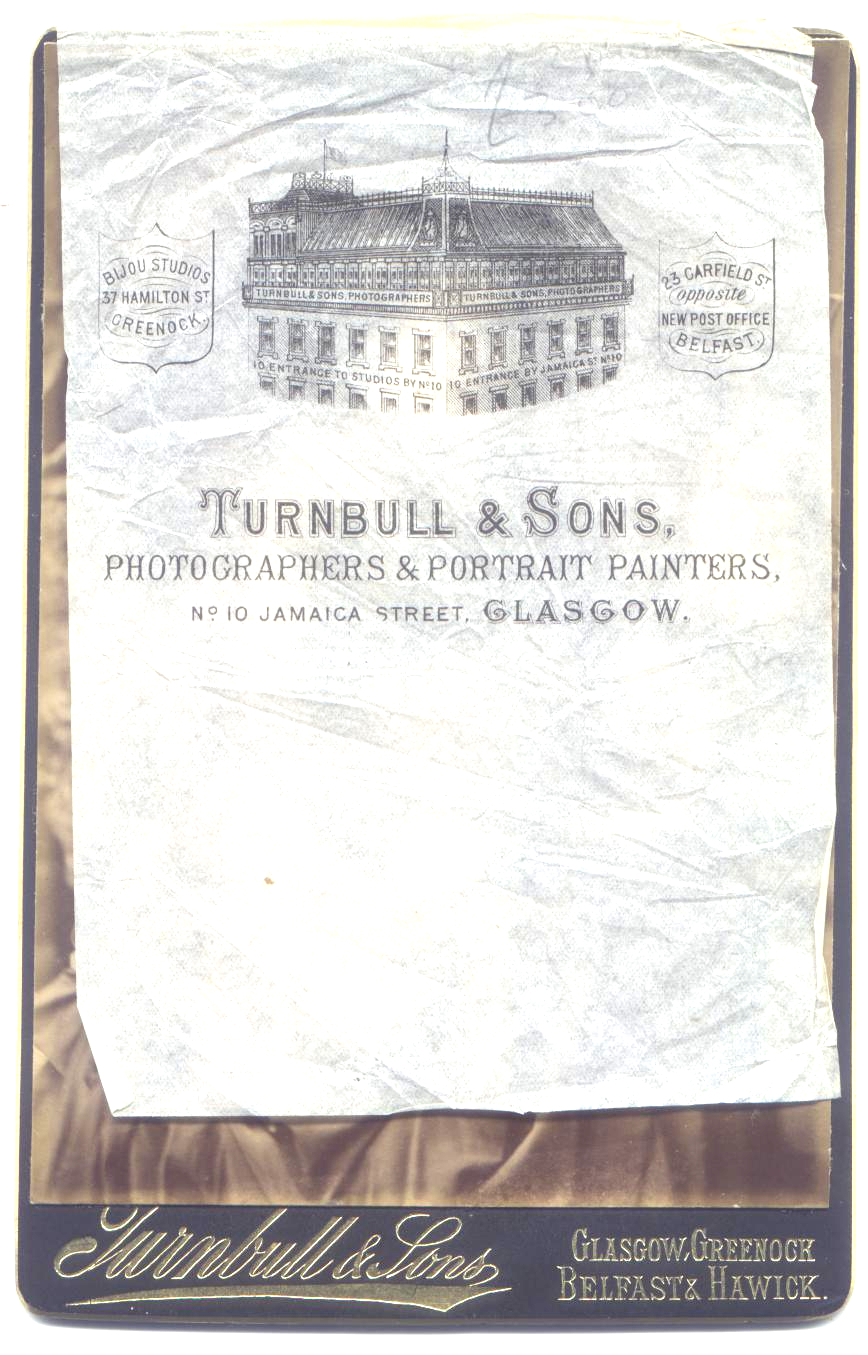 BIJOU STUDIOS
37 HAMILTON ST
GREENOCK.
TURNBULL & SONS, PHOTOGRAPHERS
TURNBULL & SONS, PHOTOGRAPHERS
10 ENTRANCE TO STUDIOS BY Nº 10
10 ENTRANCE BY JAMAICA ST Nº 10
23 GARFIELD ST
opposite
NEW POST OFFICE
BELFAST.
TURNBULL & SONS,
PHOTOGRAPHERS & PORTRAIT PAINTERS,
Nº 10 JAMAICA STREET, GLASGOW.
Turnbull & Sons
GLASGOW, GREENOCK
BELFAST & HAWICK.